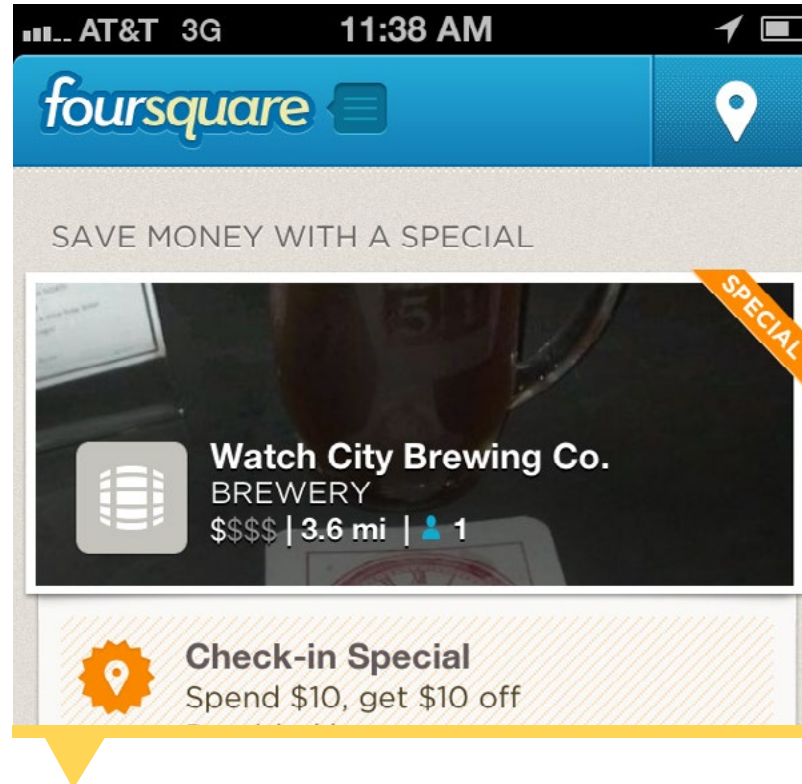 AT&T 3G 11:38 AM
foursquare
SAVE MONEY WITH A SPECIAL
SPECIAL
Watch City Brewing Co.
BREWERY
$$$$ | 3.6 mi | 1
Check-in Special
Spend $10, get $10 off